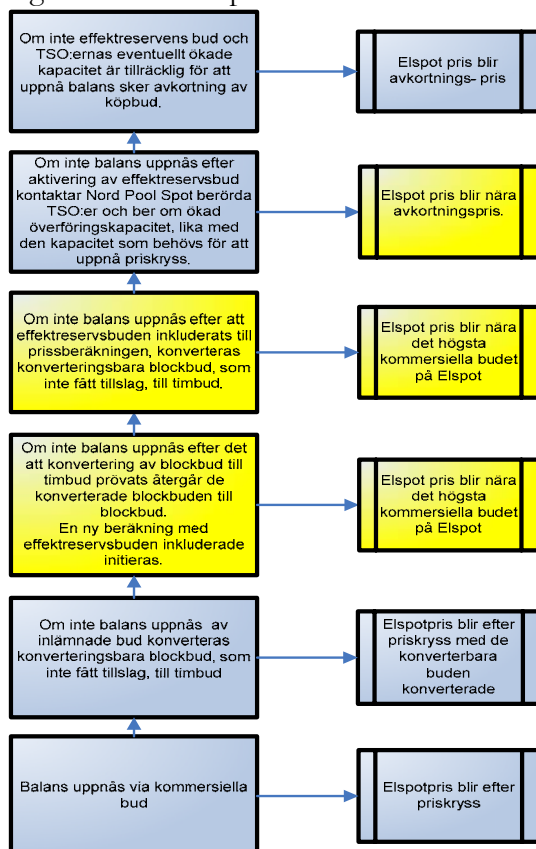 Om inte effektreservens bud och
TSO:ernas eventuellt ökade
kapacitet är tillräcklig för att
uppnå balans sker avkortning av
köpbud.
Elspot pris blir
avkortnings- pris
Om inte balans uppnås efter
aktivering av effektreservsbud
kontaktar Nord Pool Spot berörda
TSO:er och ber om ökad
överföringskapacitet, lika med
den kapacitet som behövs för att
uppnå priskryss.
Elspot pris blir nära
avkortningspris.
Om inte balans uppnås efter att
effektreservsbuden inkluderats till
prissberäkningen, konverteras
konverteringsbara blockbud, som
inte fått tillslag, till timbud.
Elspot pris blir nära
det högsta
kommersiella budet
på Elspot
Om inte balans uppnås efter det
att konvertering av blockbud till
timbud prövats återgår de
konverterade blockbuden till
blockbud.
En ny beräkning med
effektreservsbuden inkluderade
initieras.
Elspot pris blir nära
det högsta
kommersiella budet
på Elspot
Om inte balans uppnås av
inlämnade bud konverteras
konverteringsbara blockbud, som
inte fått tillslag, till timbud
Elspotpris blir efter
priskryss med de
konverterbara
buden
konverterade
Balans uppnås via kommersiella
bud
Elspotpris blir efter
priskryss